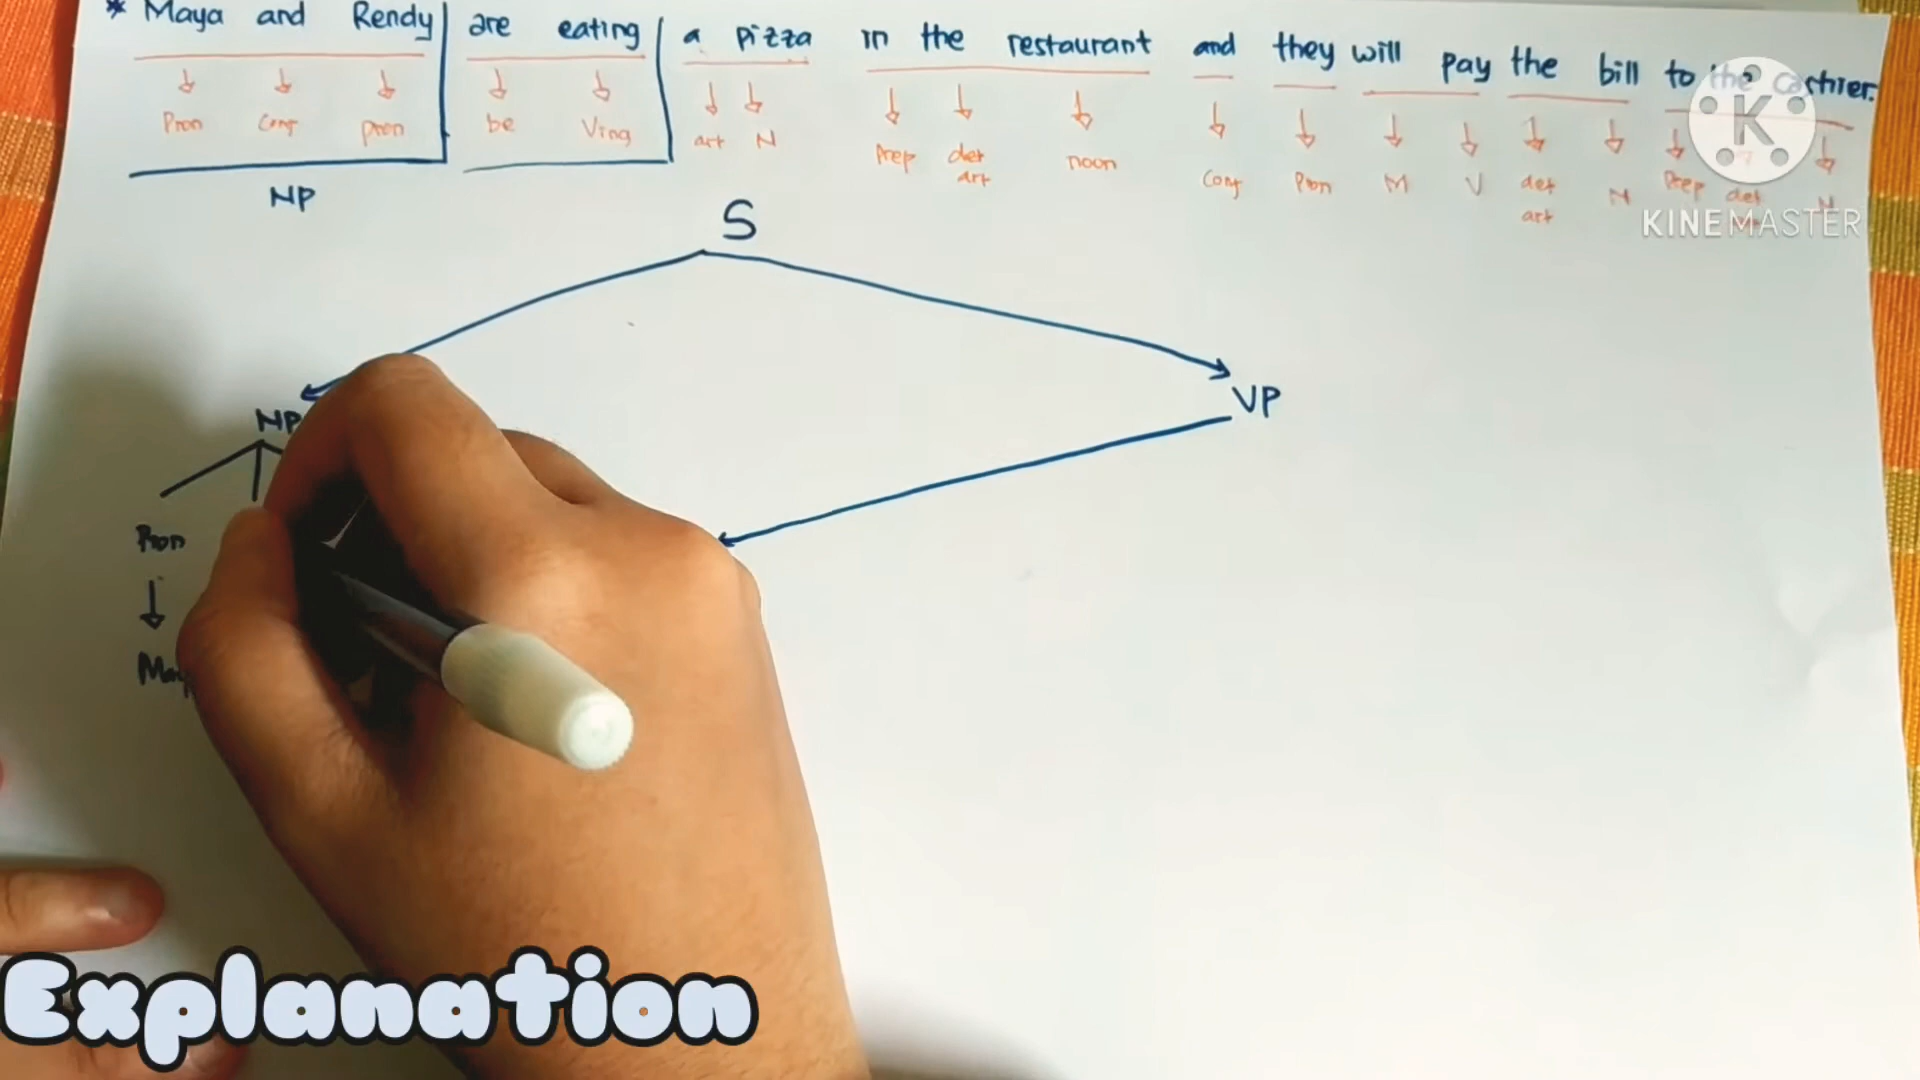 * Maya and Rendy are eating a pizza in the restaurant and they will pay the bill to the cashier.
Pron Conj pron be Ving art N Prep det noon Conj Pron M V det N Prep det N
art art
NP
S
NP VP
Pron
May
KINEMASTER
Explanation